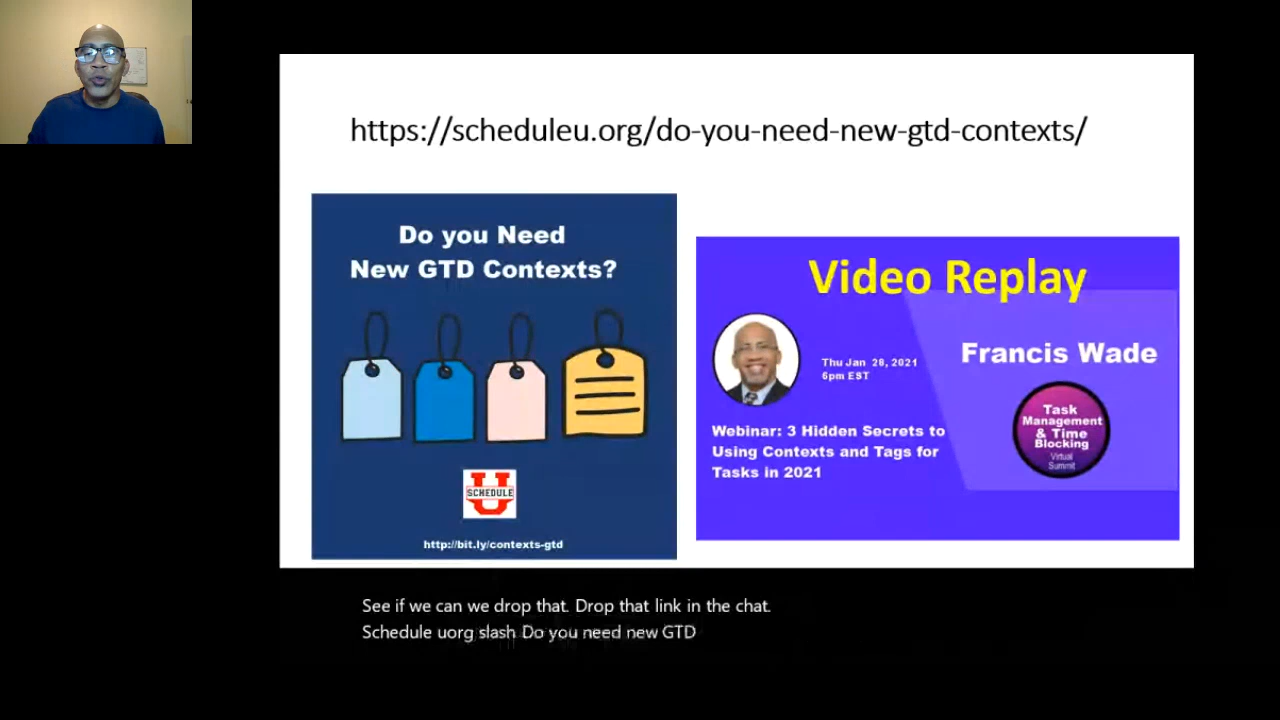 https://scheduleu.org/do-you-need-new-gtd-contexts/
Do you Need
New GTD Contexts?
SCHEDULE
U
http://bit.ly/contexts-gtd
Video Replay
Thu Jan 28, 2021
6pm EST
Francis Wade
Task
Management
& Time
Blocking
Virtual
Summit
Webinar: 3 Hidden Secrets to
Using Contexts and Tags for
Tasks in 2021
See if we can we drop that. Drop that link in the chat.
Schedule uorg slash Do you need new GTD